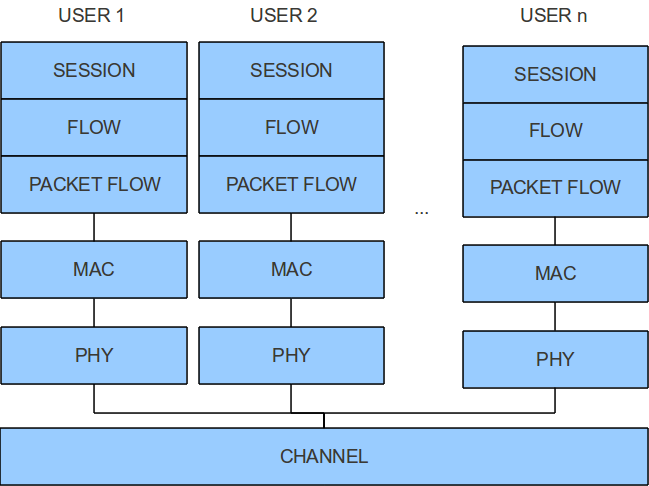 USER 1
USER 2
USER n
SESSION
SESSION
SESSION
FLOW
FLOW
FLOW
PACKET FLOW
PACKET FLOW
PACKET FLOW
...
MAC
MAC
MAC
PHY
PHY
PHY
CHANNEL